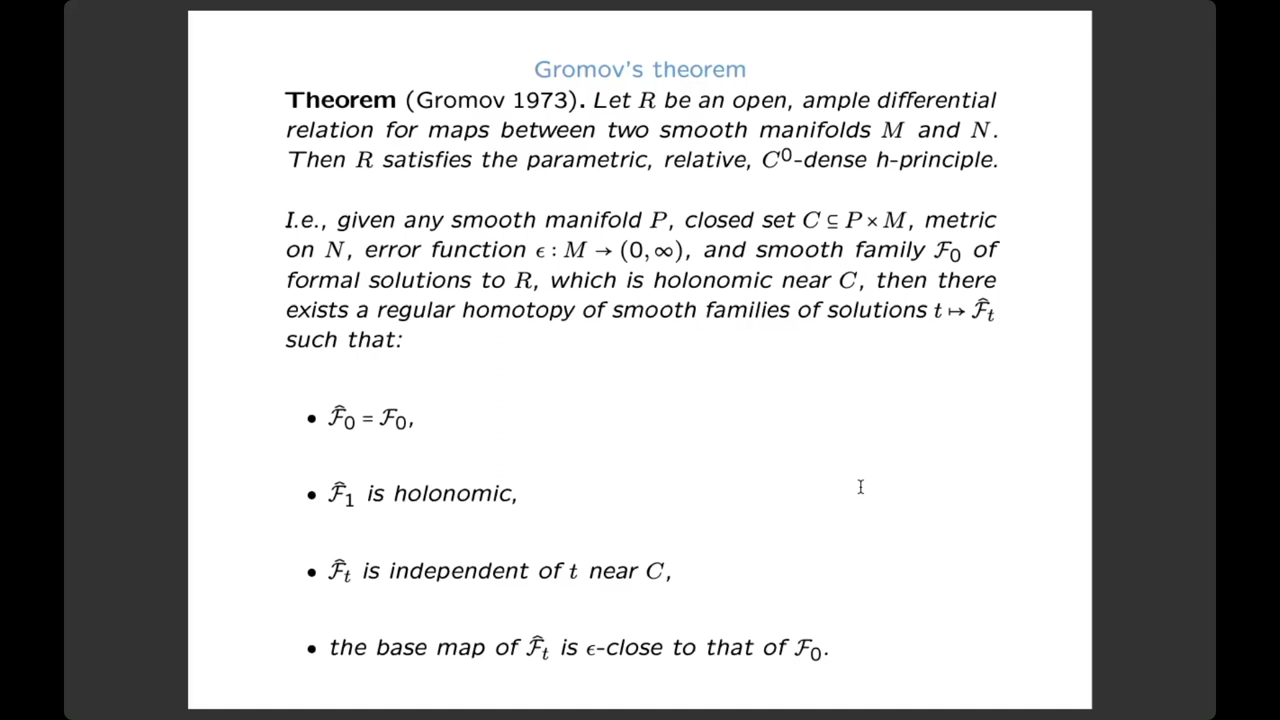 Gromov's theorem
Theorem (Gromov 1973). Let R be an open, ample differential
relation for maps between two smooth manifolds M and N.
Then R satisfies the parametric, relative, C⁰-dense h-principle.
I.e., given any smooth manifold P, closed set C ⊆ P × M, metric
on N, error function ϵ : M → (0, ∞), and smooth family ℱ₀ of
formal solutions to R, which is holonomic near C, then there
exists a regular homotopy of smooth families of solutions t ↦ ℱ̂ₜ
such that:
• ℱ̂₀ = ℱ₀,
• ℱ̂₁ is holonomic,
• ℱ̂ₜ is independent of t near C,
• the base map of ℱ̂ₜ is ϵ-close to that of ℱ₀.